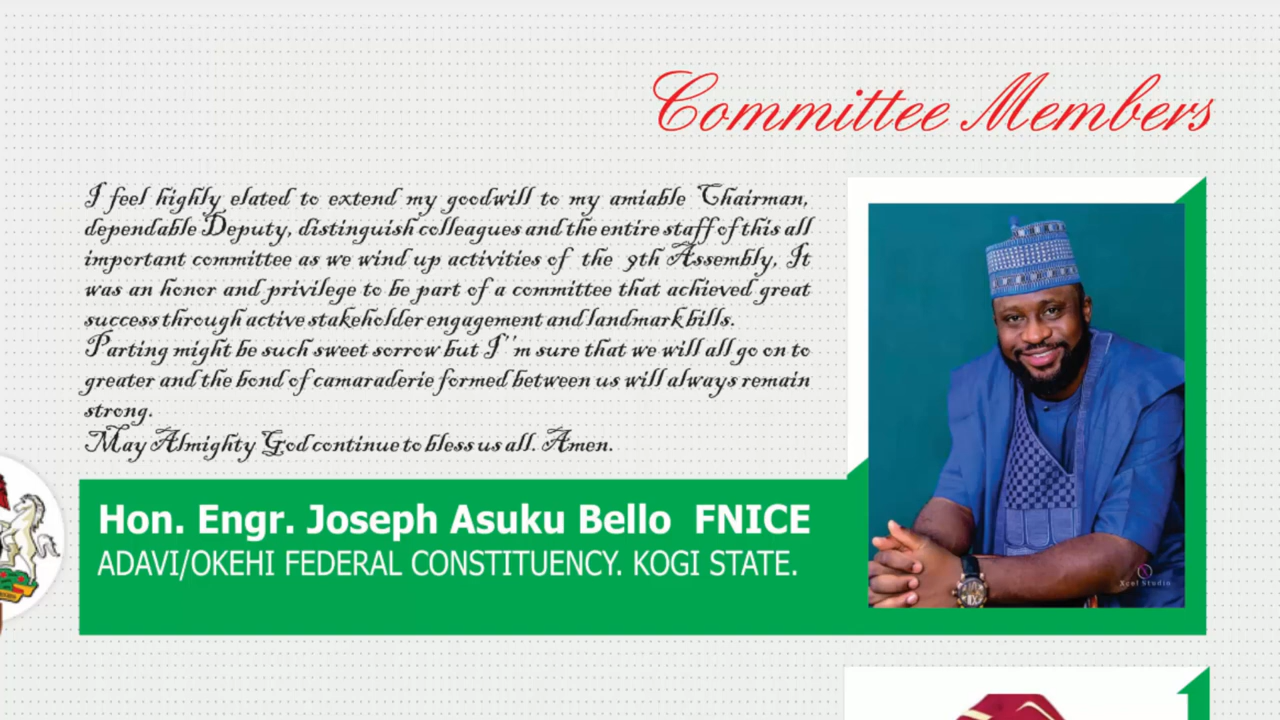 Committee Members
I feel highly elated to extend my goodwill to my amiable Chairman,
dependable Deputy, distinguish colleagues and the entire staff of this all
important committee as we wind up activities of the 9th Assembly, It
was an honor and privilege to be part of a committee that achieved great
success through active stakeholder engagement and landmark bills.
Parting might be such sweet sorrow but I''m sure that we will all go on to
greater and the bond of camaraderie formed between us will always remain
strong.
May Almighty God continue to bless us all. Amen.
Hon. Engr. Joseph Asuku Bello FNICE
ADAVI/OKEHI FEDERAL CONSTITUENCY. KOGI STATE.
Xcel Studio